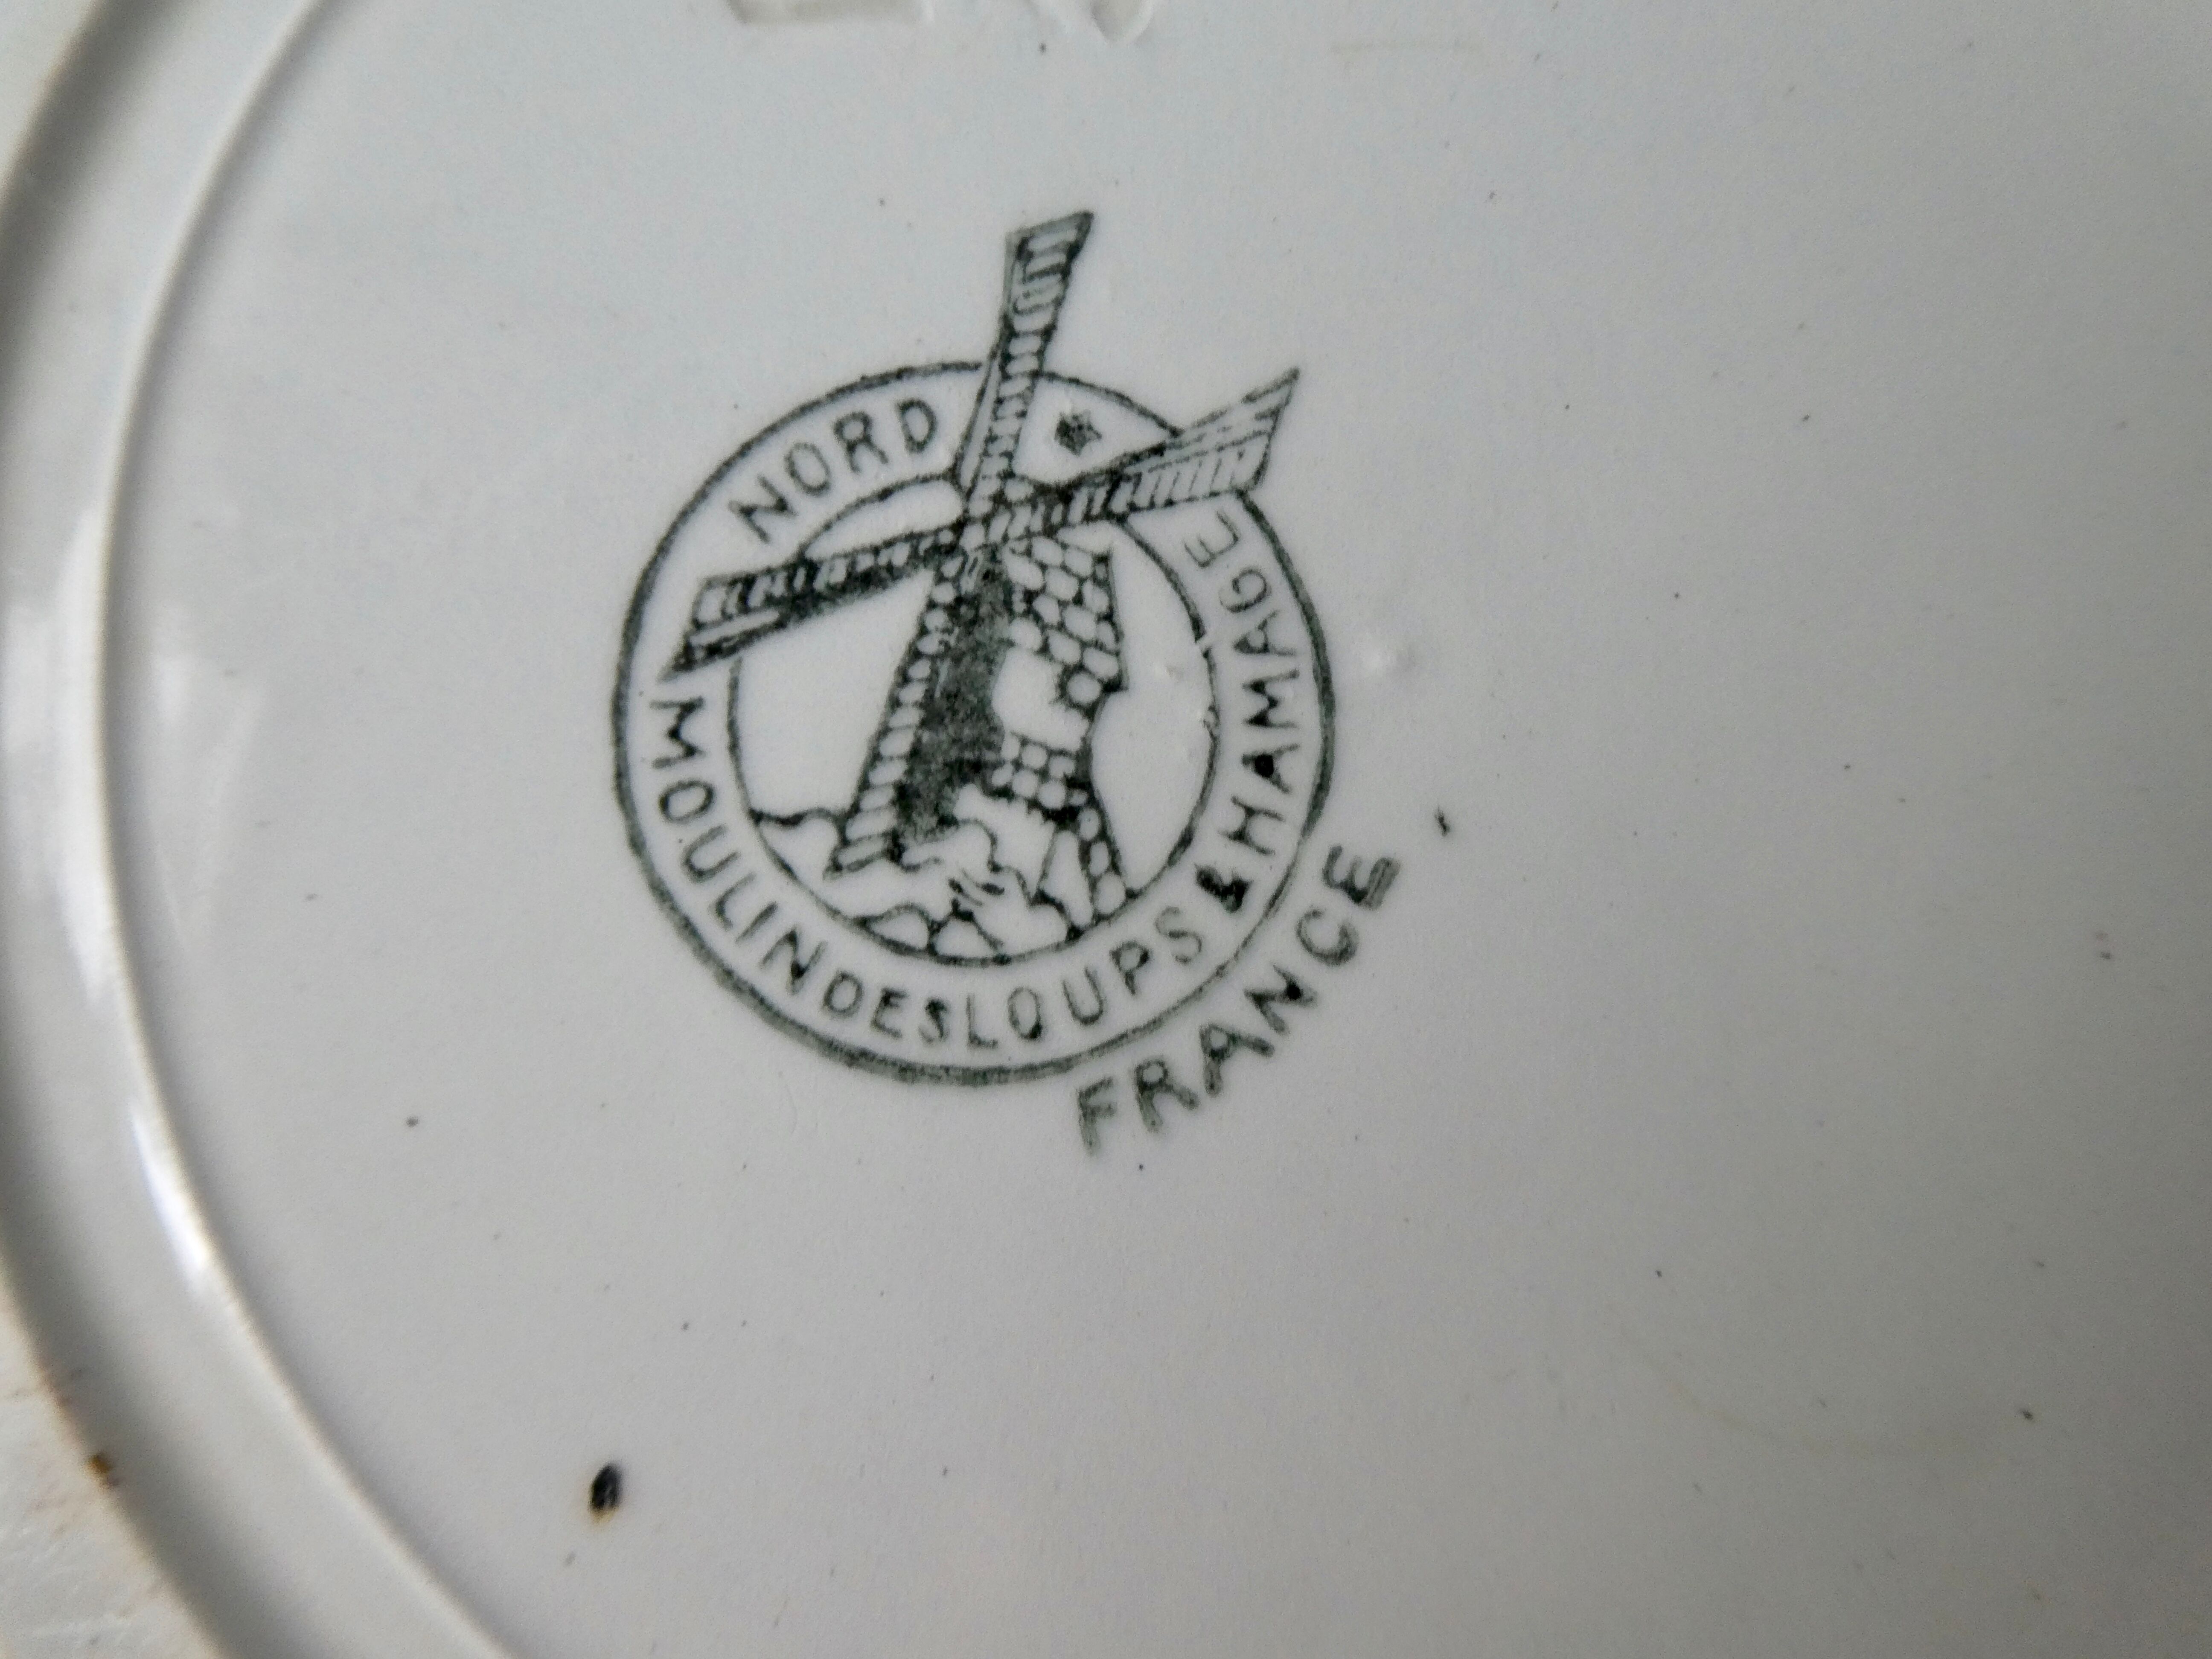 NORD
MOULIN DES LOUPS & HAMAGE
FRANCE